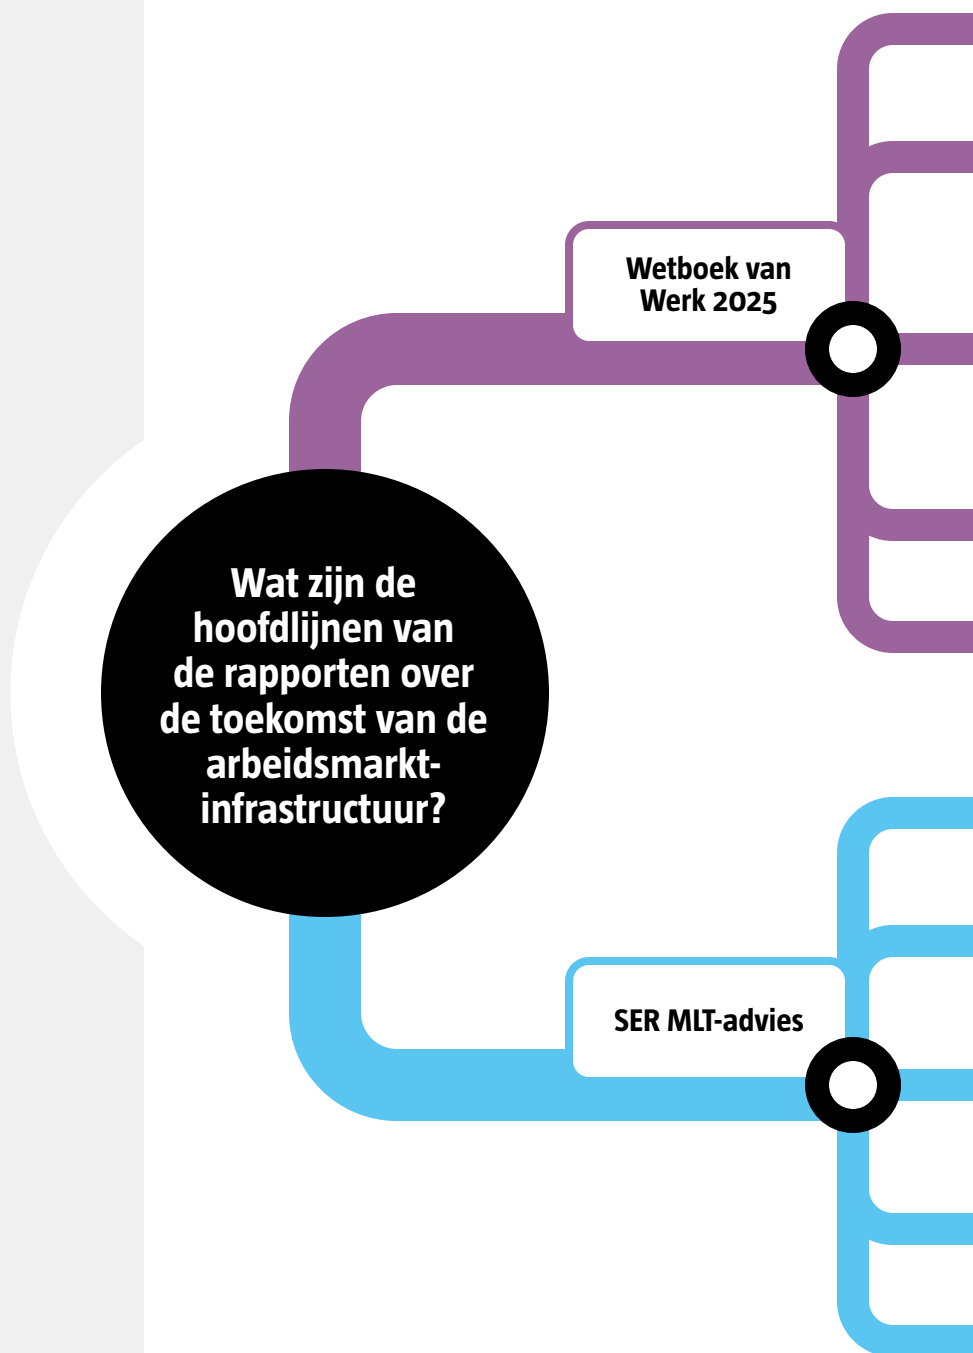 Wetboek van
Werk 2025
Wat zijn de
hoofdlijnen van
de rapporten over
de toekomst van de
arbeidsmarkt-
infrastructuur?
SER MLT-advies